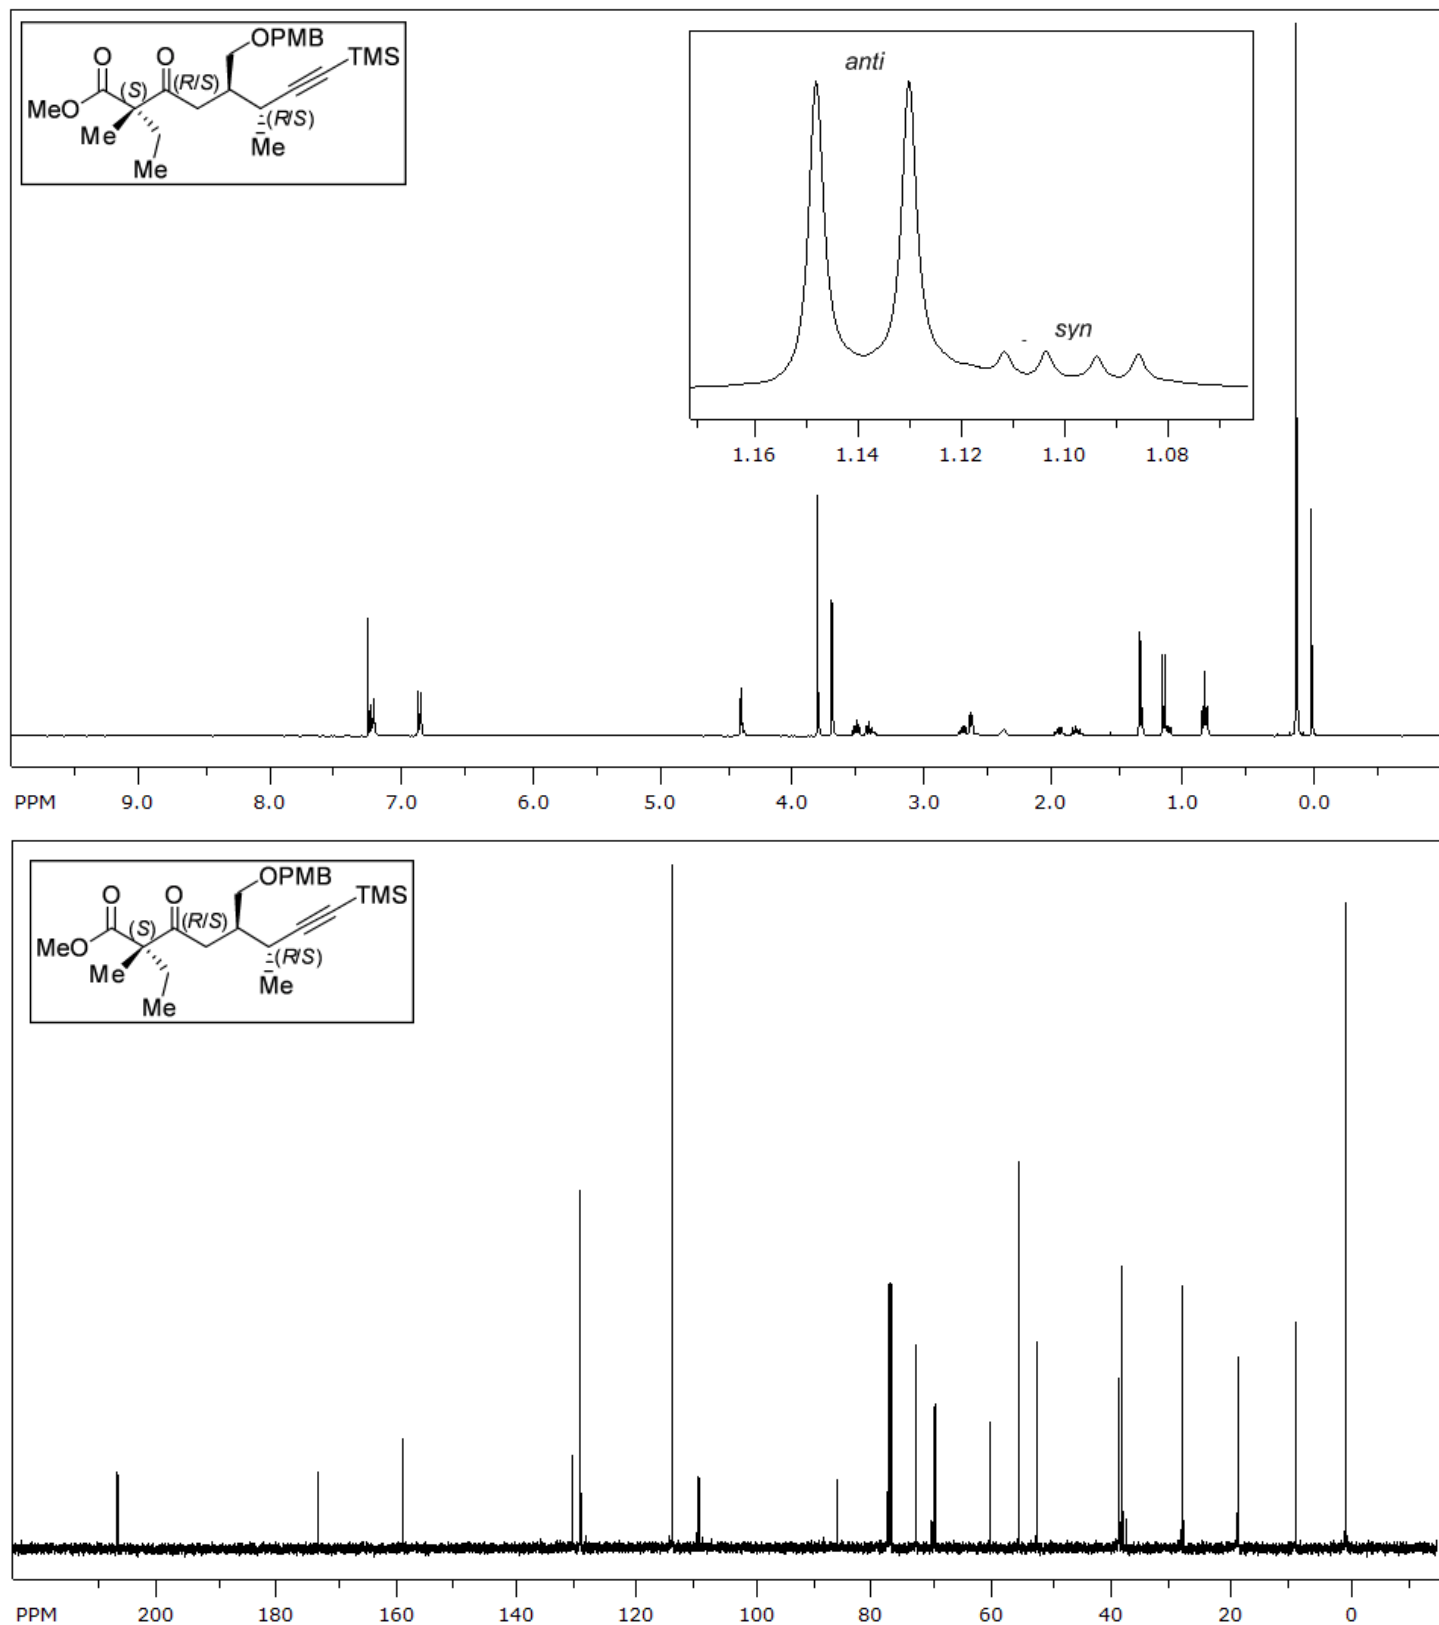 OPMB
TMS
O
O
(R/S)
(S)
MeO
(R/S)
Me
Me
Me
anti
syn
1.16 1.14 1.12 1.10 1.08
PPM 9.0 8.0 7.0 6.0 5.0 4.0 3.0 2.0 1.0 0.0
OPMB
TMS
O
O
(R/S)
(S)
MeO
(R/S)
Me
Me
Me
PPM 200 180 160 140 120 100 80 60 40 20 0